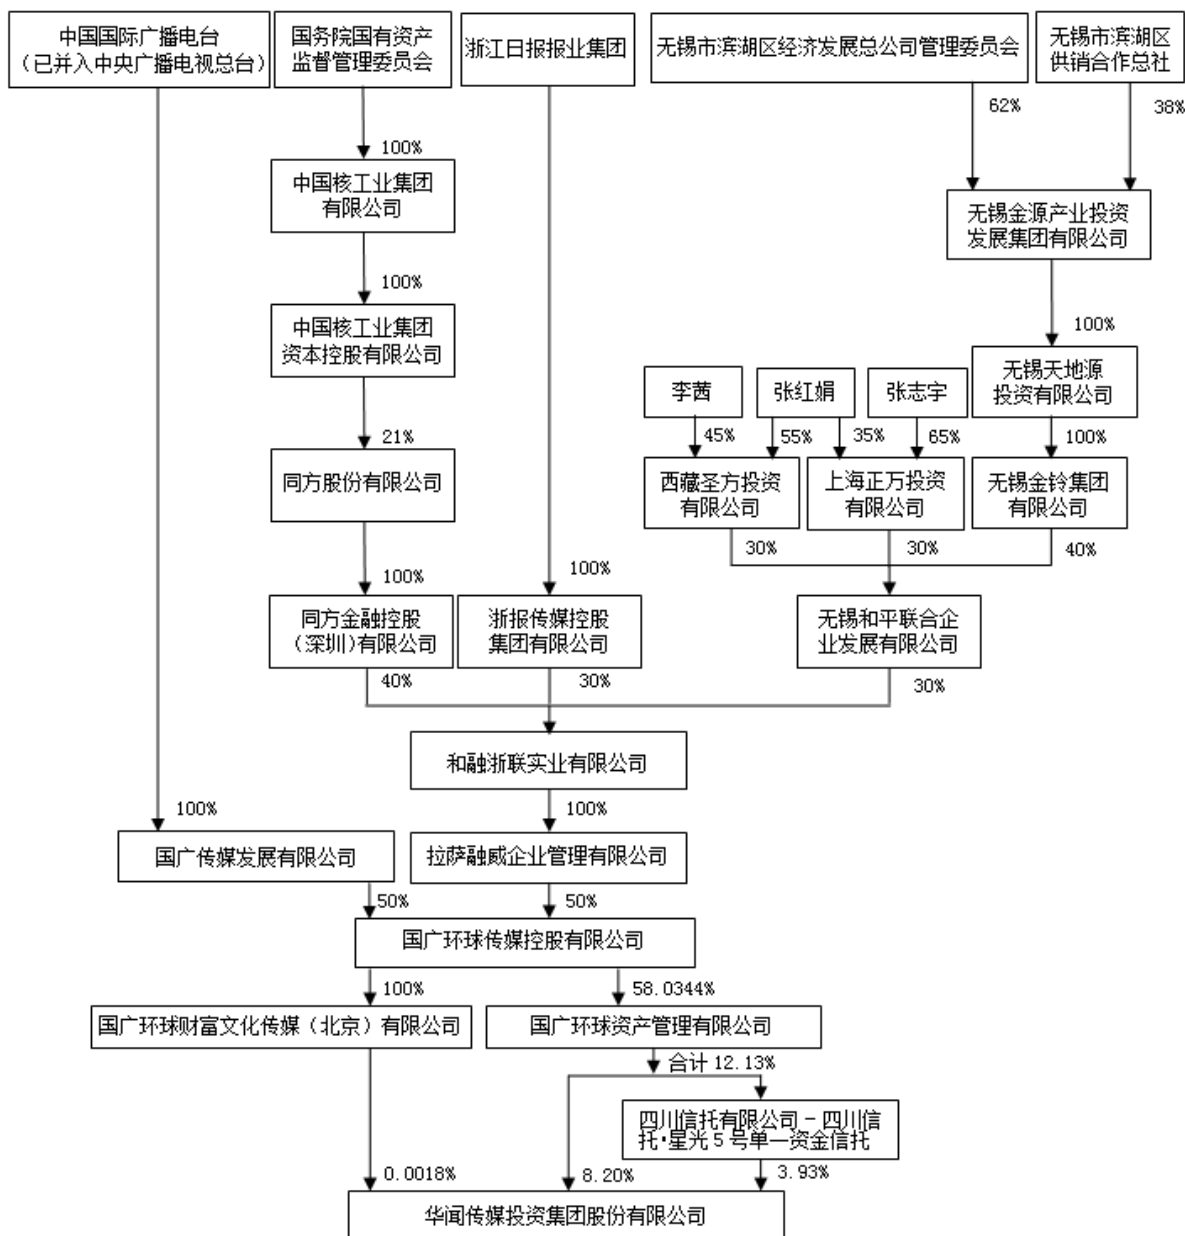 中国国际广播电台
（已并入中央广播电视总台）
国务院国有资产
监督管理委员会
浙江日报报业集团
无锡市滨湖区经济发展总公司管理委员会
无锡市滨湖区
供销合作总社
62%
38%
100%
中国核工业集团
有限公司
无锡金源产业投资
发展集团有限公司
100%
中国核工业集团
资本控股有限公司
100%
无锡天地源
投资有限公司
李茜
张红娟
张志宇
21%
45%
55%
35%
65%
100%
同方股份有限公司
西藏圣方投资
有限公司
上海正万投资
有限公司
无锡金铃集团
有限公司
30%
30%
40%
100%
100%
同方金融控股
（深圳)有限公司
浙报传媒控股
集团有限公司
无锡和平联合企
业发展有限公司
40%
30%
30%
和融浙联实业有限公司
100%
100%
国广传媒发展有限公司
拉萨融威企业管理有限公司
50%
50%
国广环球传媒控股有限公司
100%
58.0344%
国广环球财富文化传媒（北京）有限公司
国广环球资产管理有限公司
合计 12.13%
四川信托有限公司－四川信
托•星光 5 号单一资金信托
0.0018%
8.20%
3.93%
华闻传媒投资集团股份有限公司